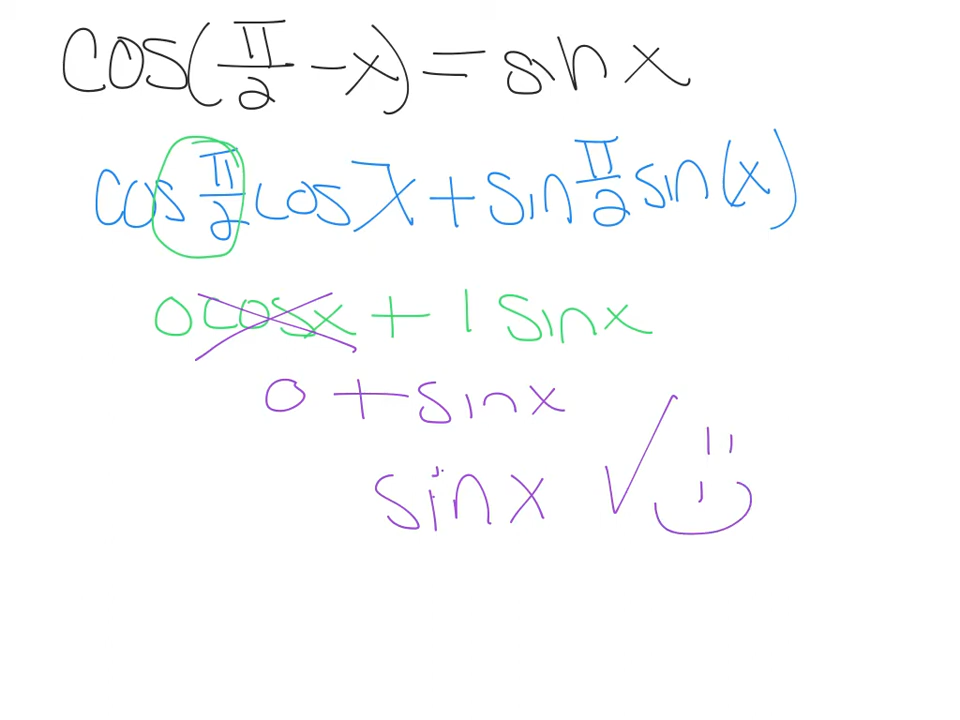 cos(π/2 - x) = sin x
cos π/2 cos x + sin π/2 sin(x)
0 cos x + 1 sin x
0 + sin x
sin x ✓